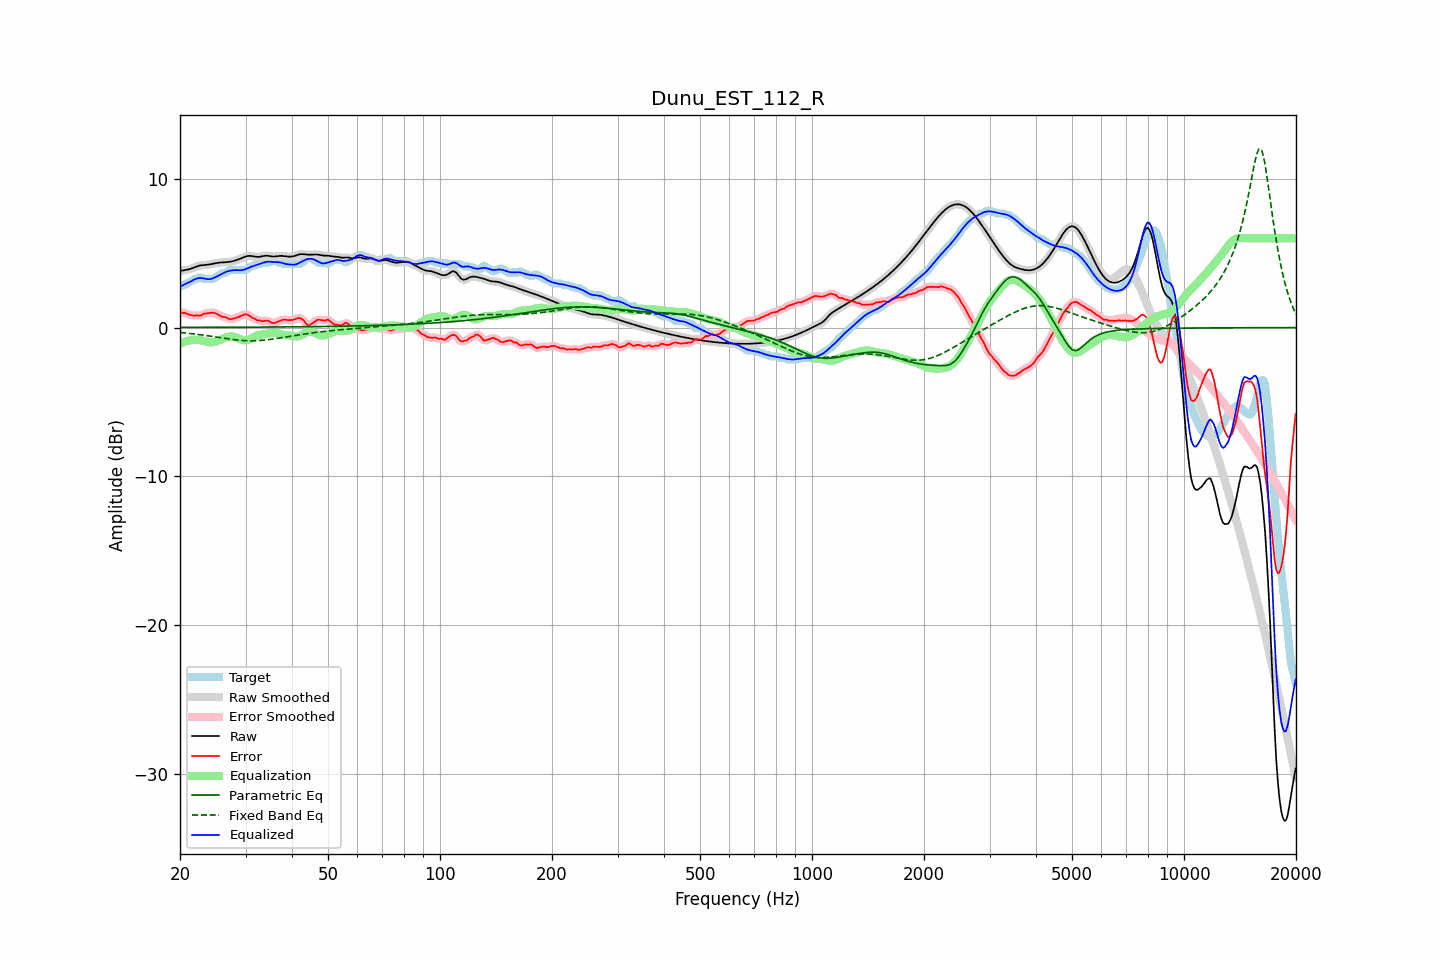 Dunu_EST_112_R
Amplitude (dBr)
10
0
−10
−20
−30
Target
Raw Smoothed
Error Smoothed
Raw
Error
Equalization
Parametric Eq
Fixed Band Eq
Equalized
20 50 100 200 500 1000 2000 5000 10000 20000
Frequency (Hz)